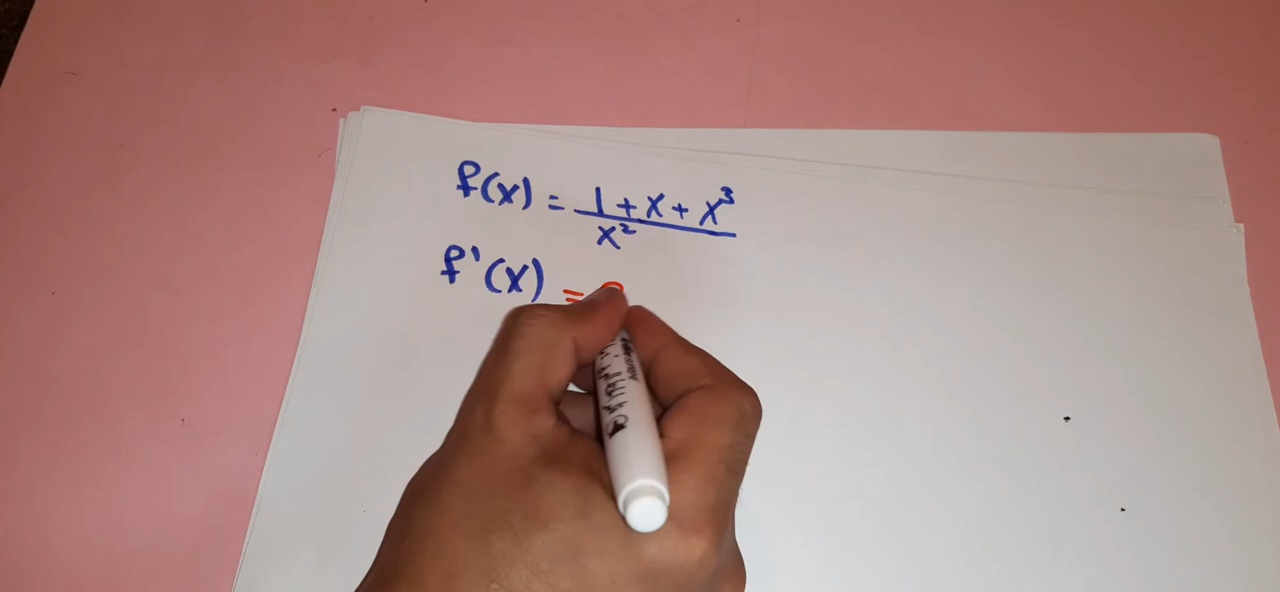 f(x) = (1 + x + x³)/x²
f'(x) =